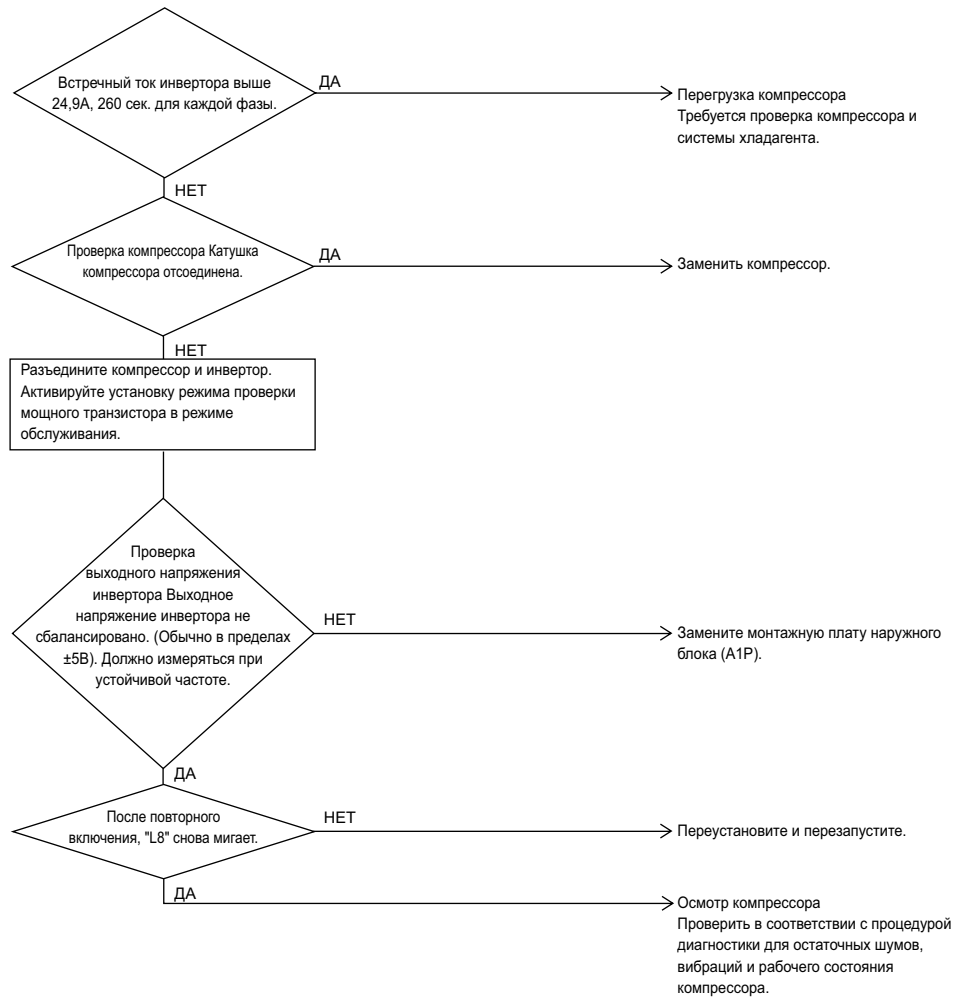 Встречный ток инвертора выше
24,9А, 260 сек. для каждой фазы.
ДА
Перегрузка компрессора
Требуется проверка компрессора и
системы хладагента.
НЕТ
Проверка компрессора Катушка
компрессора отсоединена.
ДА
Заменить компрессор.
НЕТ
Разъедините компрессор и инвертор.
Активируйте установку режима проверки
мощного транзистора в режиме
обслуживания.
Проверка
выходного напряжения
инвертора Выходное
напряжение инвертора не
сбалансировано. (Обычно в пределах
±5В). Должно измеряться при
устойчивой частоте.
НЕТ
Замените монтажную плату наружного
блока (A1P).
ДА
После повторного
включения, "L8" снова мигает.
НЕТ
Переустановите и перезапустите.
ДА
Осмотр компрессора
Проверить в соответствии с процедурой
диагностики для остаточных шумов,
вибраций и рабочего состояния
компрессора.